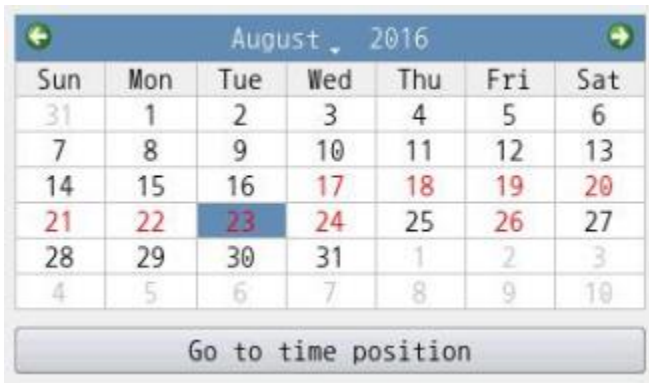 August 2016
Sun Mon Tue Wed Thu Fri Sat
31 1 2 3 4 5 6
7 8 9 10 11 12 13
14 15 16 17 18 19 20
21 22 23 24 25 26 27
28 29 30 31 1 2 3
4 5 6 7 8 9 10
Go to time position